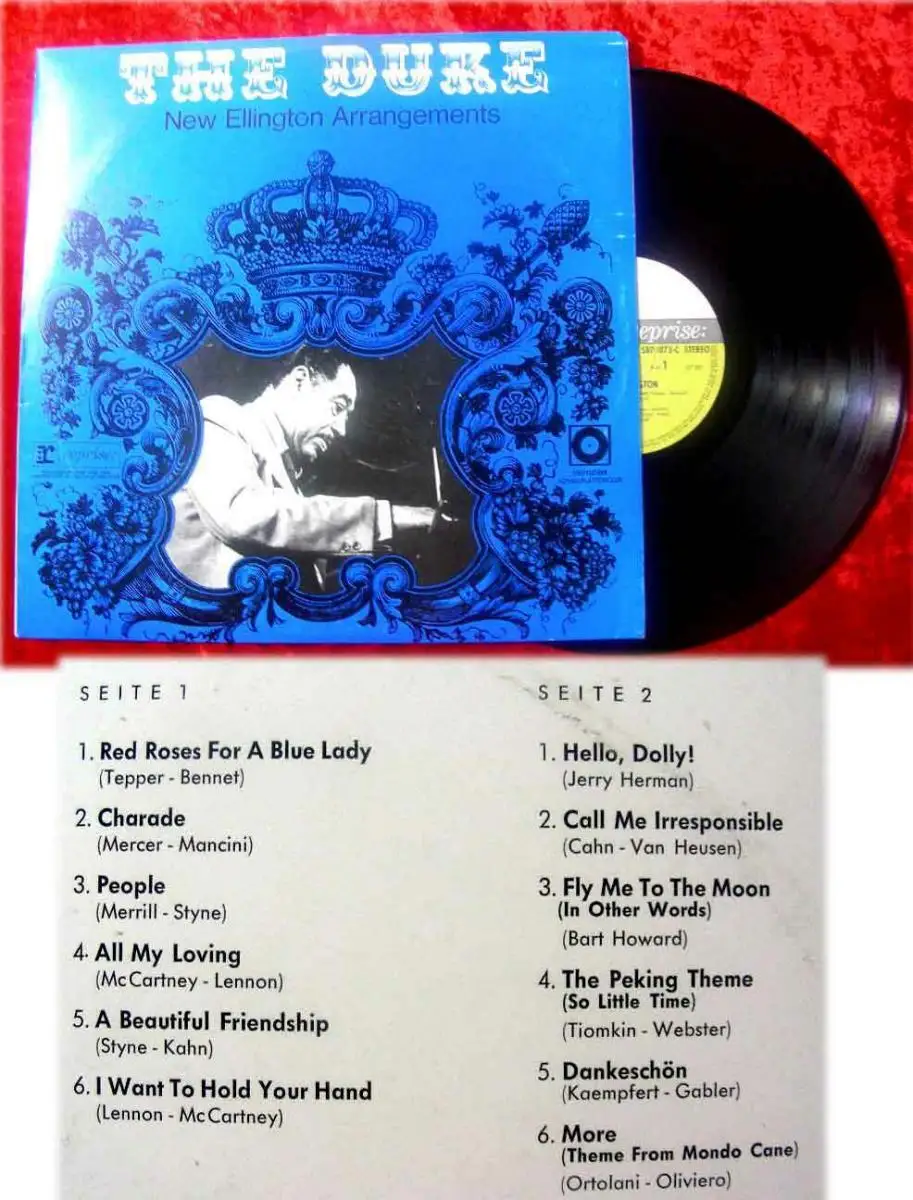 THE DUKE
New Ellington Arrangements
reprise:
eprise:
STEREO
1
SEITE 1
1. Red Roses For A Blue Lady
(Tepper - Bennet)
2. Charade
(Mercer - Mancini)
3. People
(Merrill - Styne)
4. All My Loving
(McCartney - Lennon)
5. A Beautiful Friendship
(Styne - Kahn)
6. I Want To Hold Your Hand
(Lennon - McCartney)
SEITE 2
1. Hello, Dolly!
(Jerry Herman)
2. Call Me Irresponsible
(Cahn - Van Heusen)
3. Fly Me To The Moon
(In Other Words)
(Bart Howard)
4. The Peking Theme
(So Little Time)
(Tiomkin - Webster)
5. Dankeschön
(Kaempfert - Gabler)
6. More
(Theme From Mondo Cane)
(Ortolani - Oliviero)